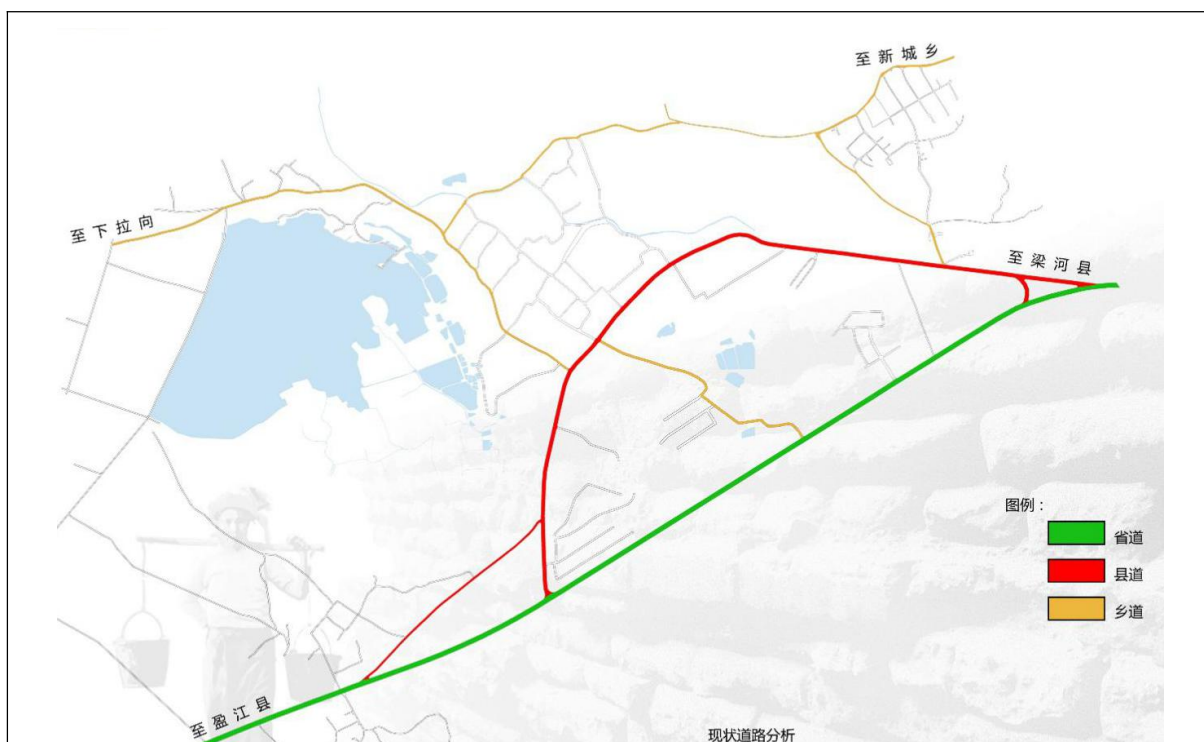 至新城乡
至下拉向
至梁河县
图例：
省道
县道
乡道
至盈江县
现状道路分析